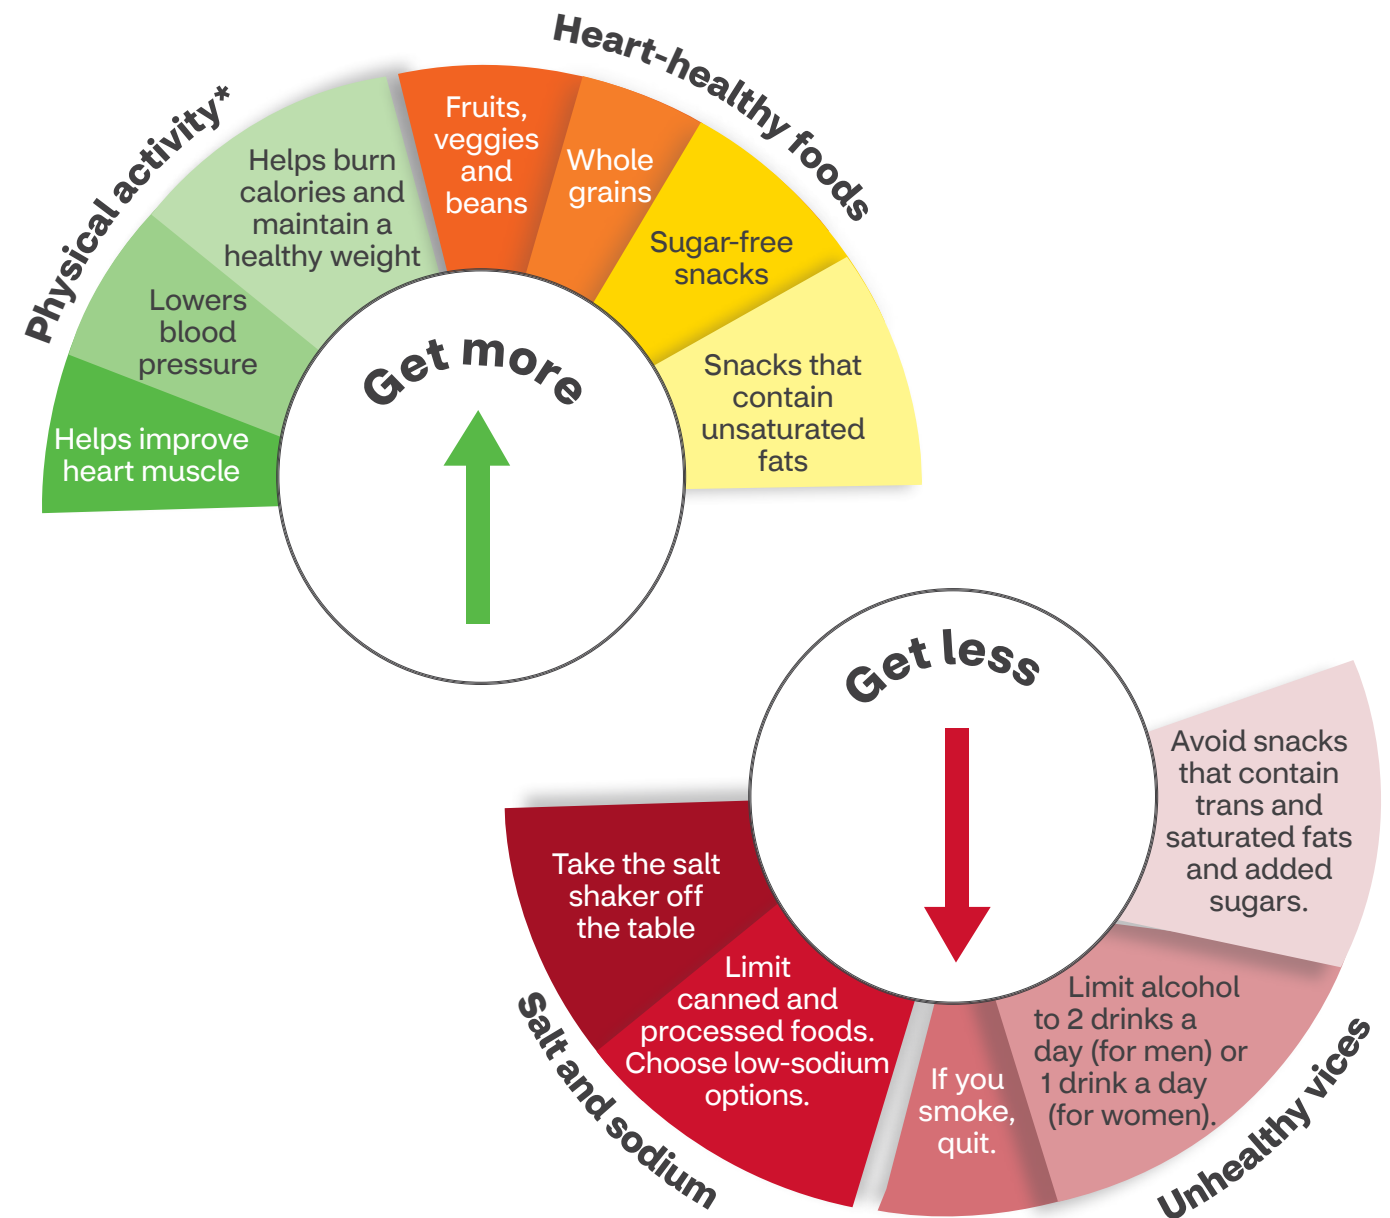 Physical activity*
Helps improve
heart muscle
Lowers
blood
pressure
Helps burn
calories and
maintain a
healthy weight
Heart-healthy foods
Fruits,
veggies
and
beans
Whole
grains
Sugar-free
snacks
Snacks that
contain
unsaturated
fats
Get more
Get less
Salt and sodium
Take the salt
shaker off
the table
Limit
canned and
processed foods.
Choose low-sodium
options.
Unhealthy vices
If you
smoke,
quit.
Limit alcohol
to 2 drinks a
day (for men) or
1 drink a day
(for women).
Avoid snacks
that contain
trans and
saturated fats
and added
sugars.